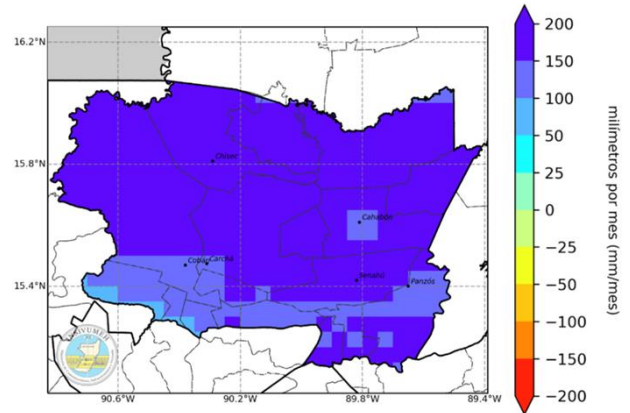 16.2°N
15.8°N
15.4°N
90.6°W
90.2°W
89.8°W
89.4°W
Chisec
Cahabón
Cobán
Carchá
Senahú
Panzós
INSIVUMEH
200
150
100
50
25
0
−25
−50
−100
−150
−200
milímetros por mes (mm/mes)